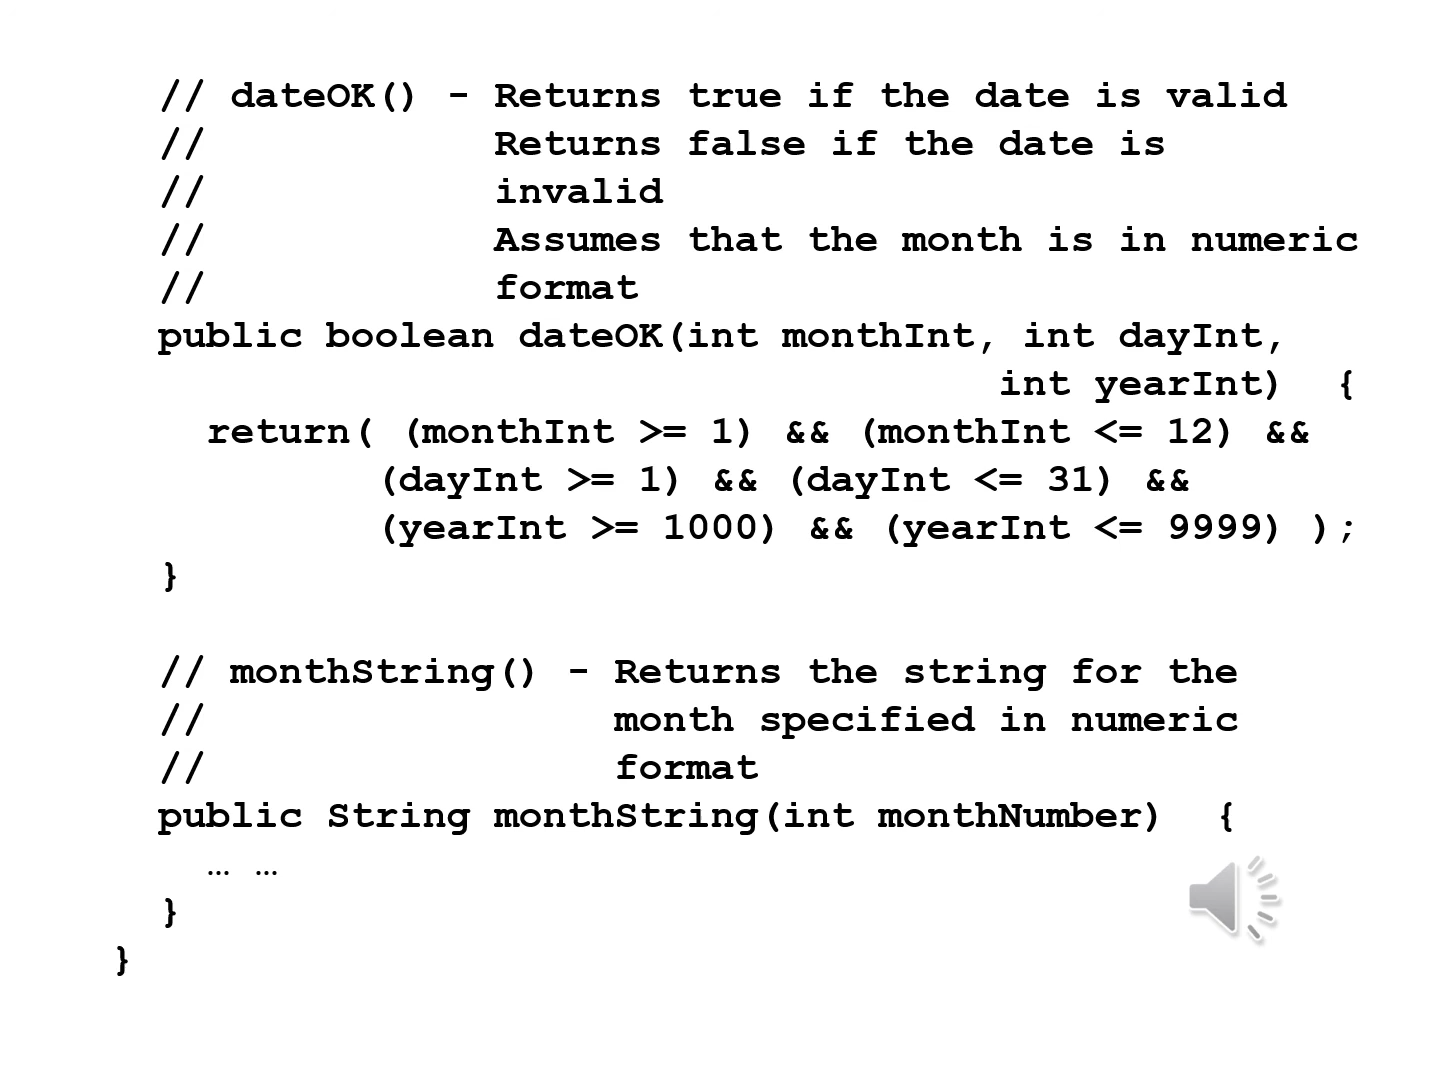 // dateOK() - Returns true if the date is valid
//            Returns false if the date is
//            invalid
//            Assumes that the month is in numeric
//            format
public boolean dateOK(int monthInt, int dayInt,
                                   int yearInt)  {
  return( (monthInt >= 1) && (monthInt <= 12) &&
         (dayInt >= 1) && (dayInt <= 31) &&
         (yearInt >= 1000) && (yearInt <= 9999) );
}

// monthString() - Returns the string for the
//                 month specified in numeric
//                 format
public String monthString(int monthNumber)  {
  … …
}
}